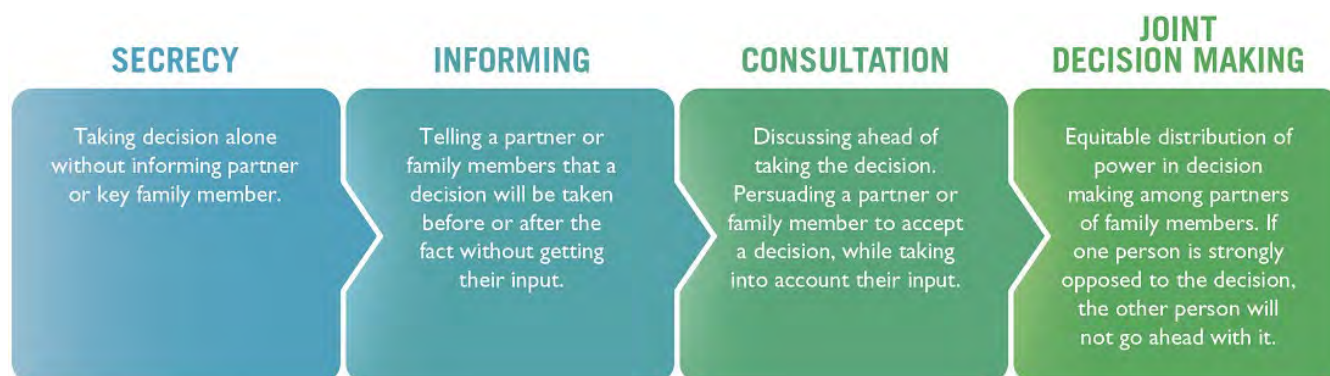 SECRECY
Taking decision alone
without informing partner
or key family member.
INFORMING
Telling a partner or
family members that a
decision will be taken
before or after the
fact without getting
their input.
CONSULTATION
Discussing ahead of
taking the decision.
Persuading a partner or
family member to accept
a decision, while taking
into account their input.
JOINT
DECISION MAKING
Equitable distribution of
power in decision
making among partners
of family members. If
one person is strongly
opposed to the decision,
the other person will
not go ahead with it.